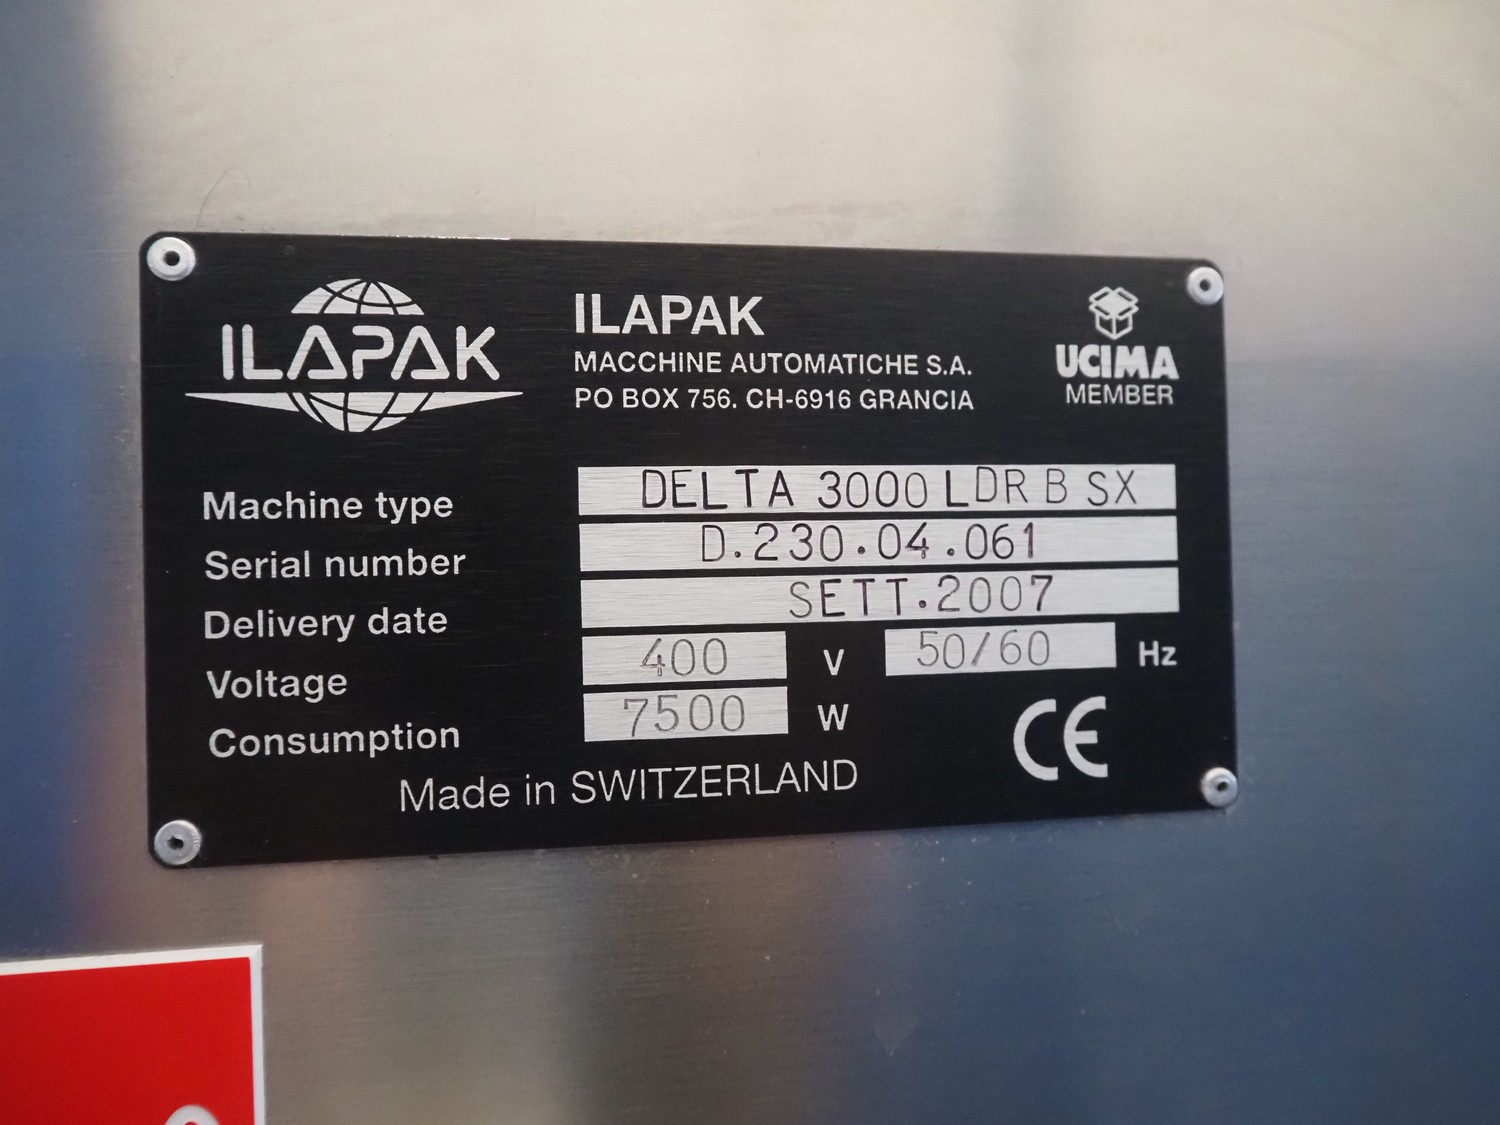 ILAPAK
ILAPAK
MACCHINE AUTOMATICHE S.A.
PO BOX 756. CH-6916 GRANCIA
UCIMA
MEMBER
Machine type DELTA 3000 LDR B SX
Serial number D.230.04.061
Delivery date SETT.2007
Voltage 400 V 50/60 Hz
Consumption 7500 W
CE
Made in SWITZERLAND